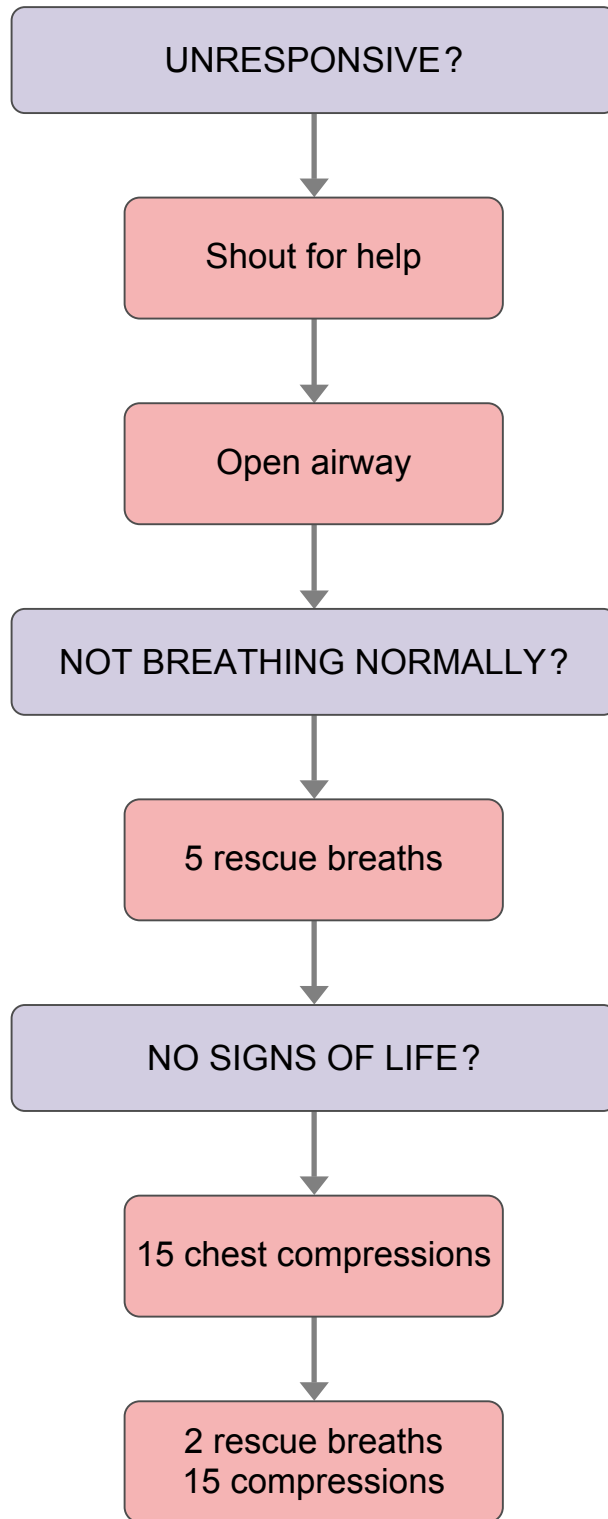 UNRESPONSIVE?
Shout for help
Open airway
NOT BREATHING NORMALLY?
5 rescue breaths
NO SIGNS OF LIFE?
15 chest compressions
2 rescue breaths
15 compressions